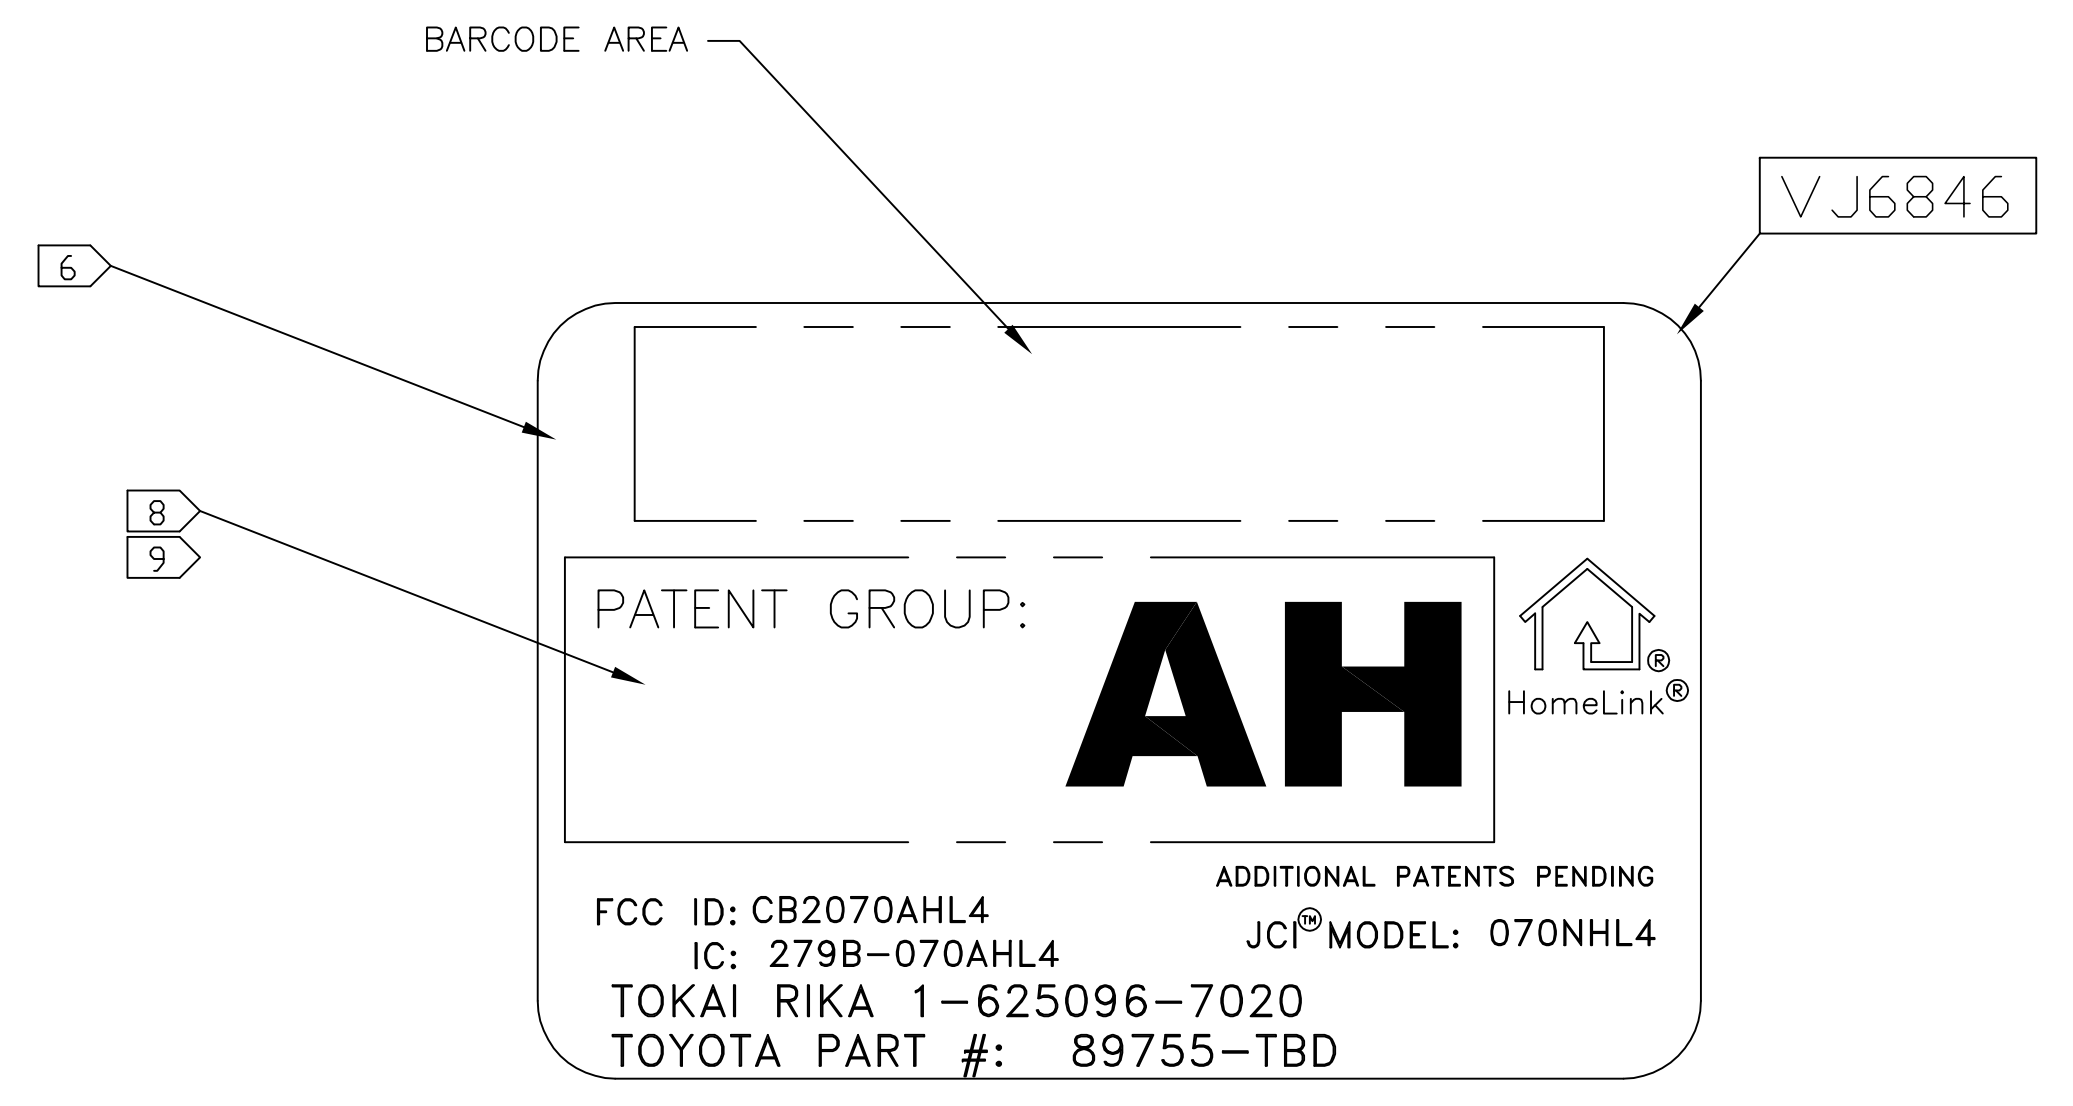 BARCODE AREA
VJ6846
6
8
9
PATENT GROUP: AH
®
HomeLink®
ADDITIONAL PATENTS PENDING
FCC ID: CB2070AHL4
JCI™ MODEL: 070NHL4
IC: 279B-070AHL4
TOKAI RIKA 1-625096-7020
TOYOTA PART #: 89755-TBD